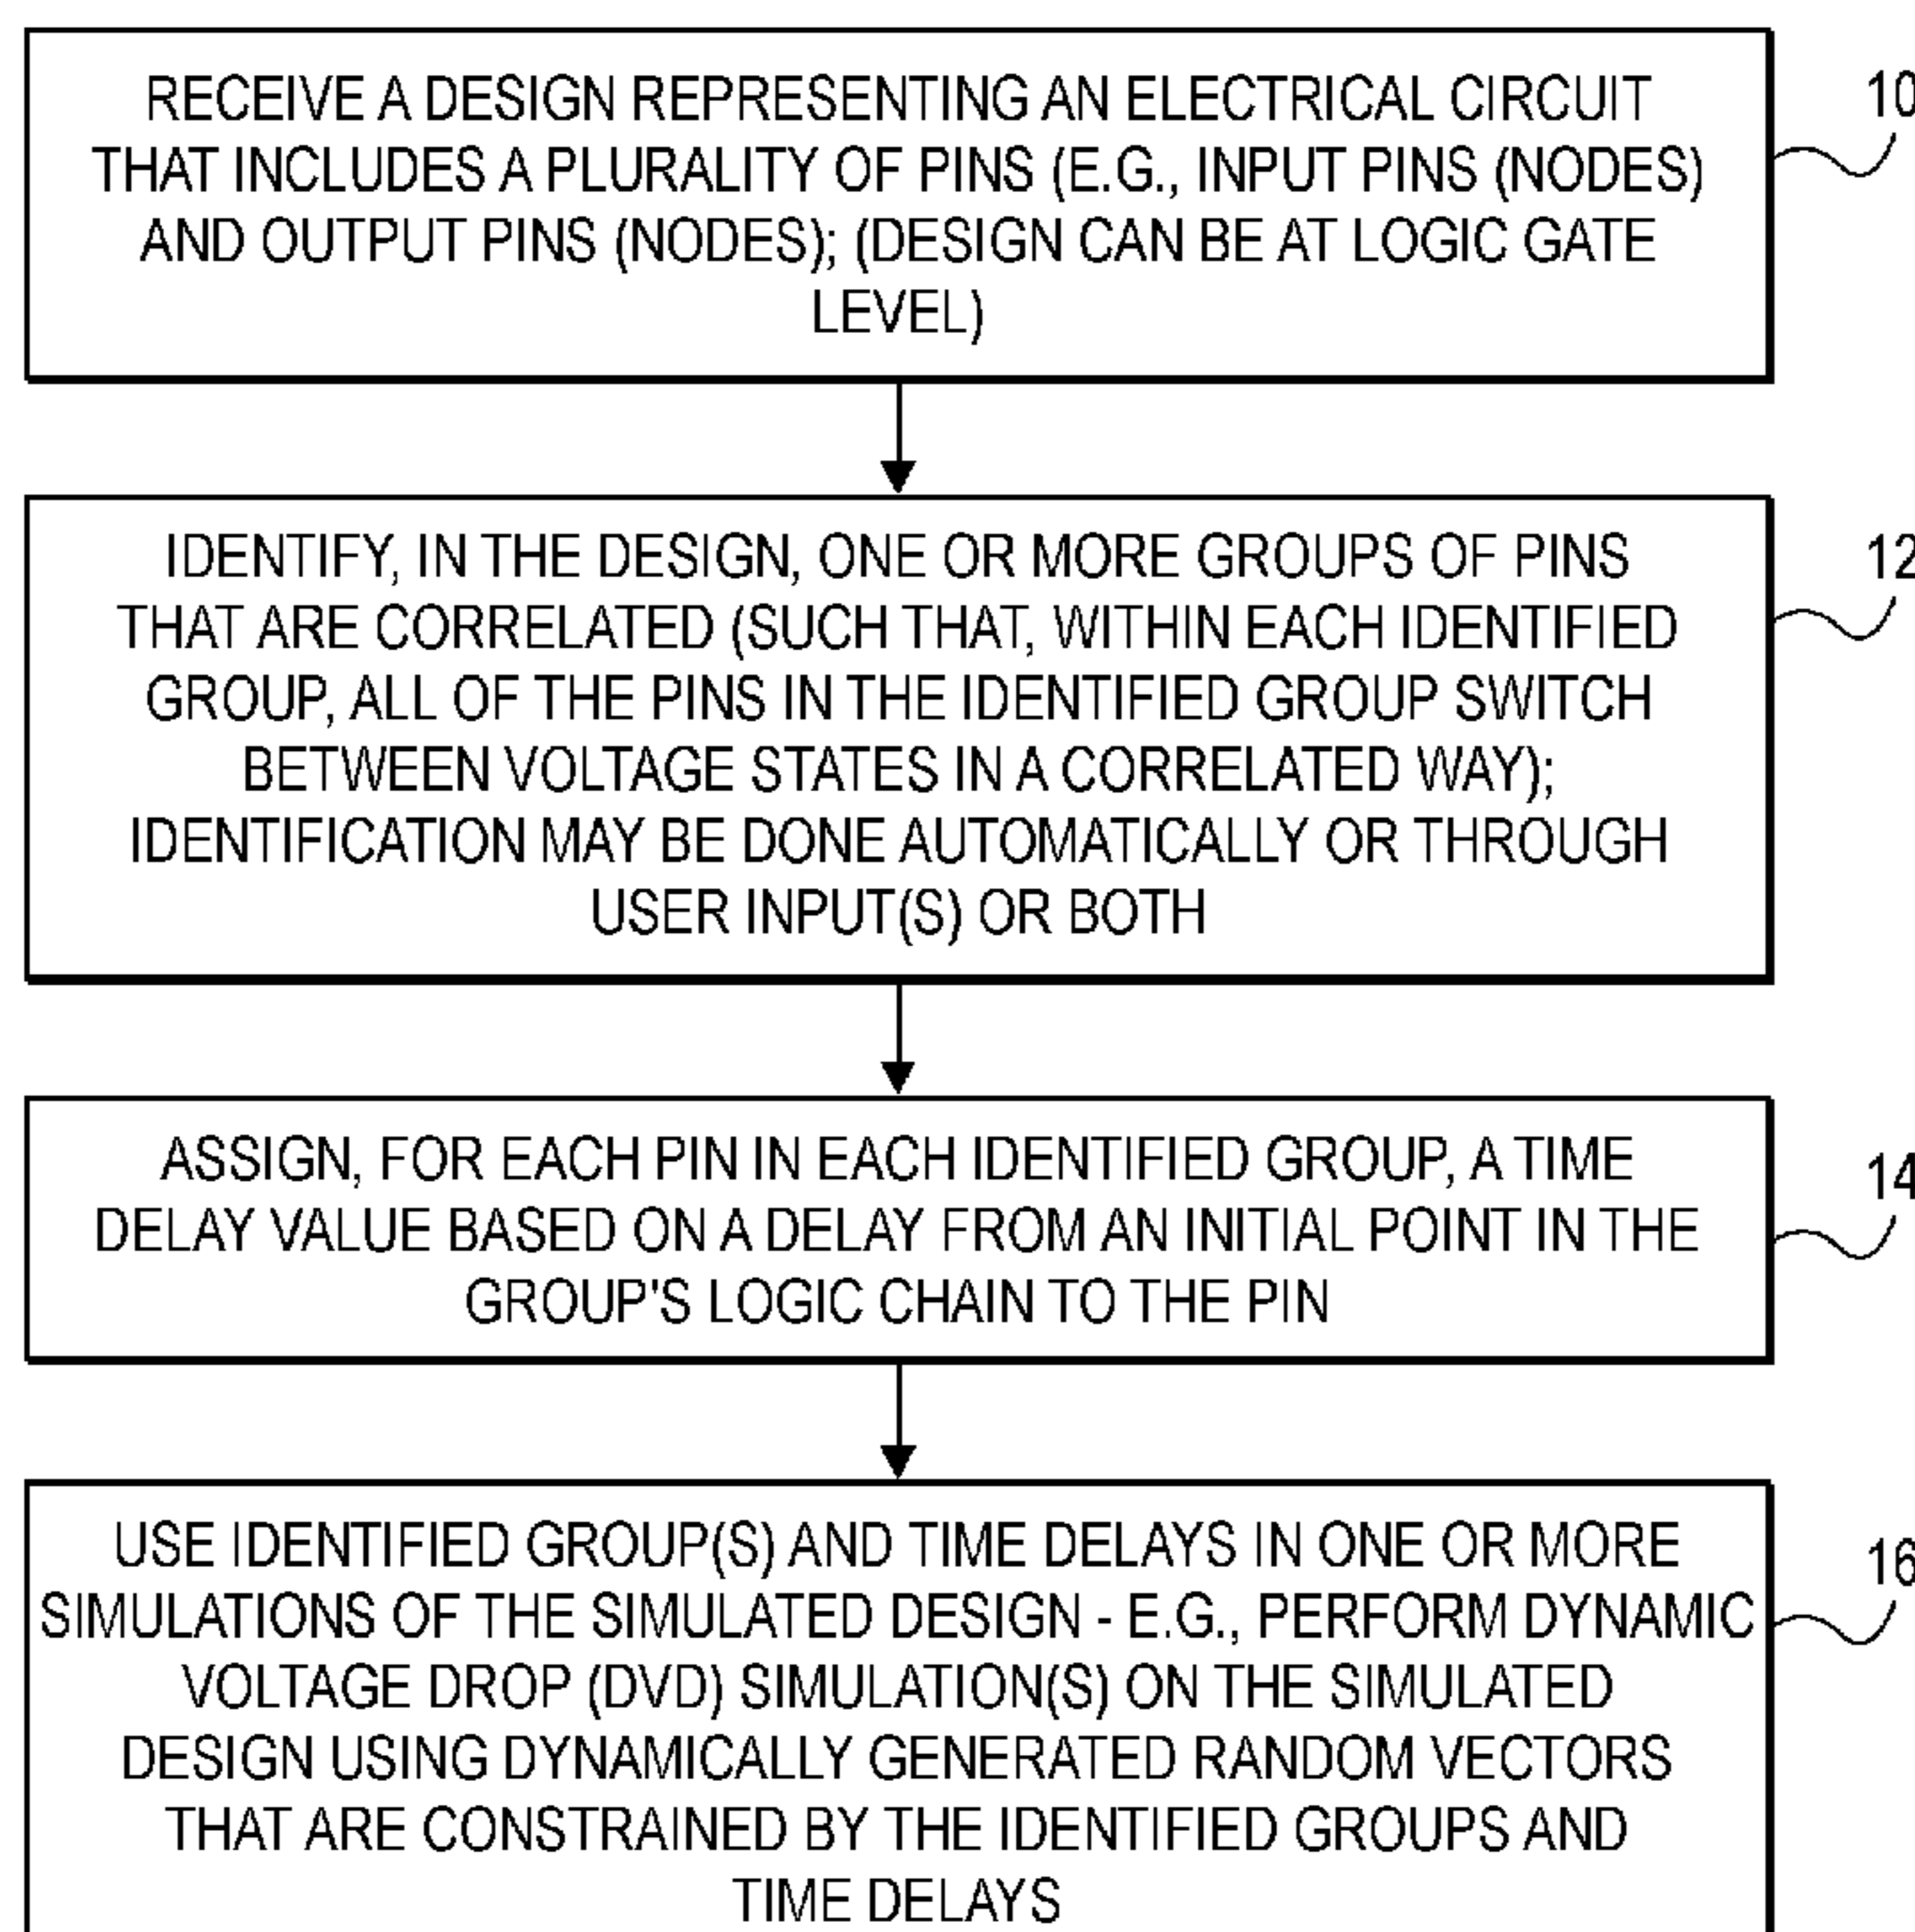 RECEIVE A DESIGN REPRESENTING AN ELECTRICAL CIRCUIT
THAT INCLUDES A PLURALITY OF PINS (E.G., INPUT PINS (NODES)
AND OUTPUT PINS (NODES); (DESIGN CAN BE AT LOGIC GATE
LEVEL)
10
IDENTIFY, IN THE DESIGN, ONE OR MORE GROUPS OF PINS
THAT ARE CORRELATED (SUCH THAT, WITHIN EACH IDENTIFIED
GROUP, ALL OF THE PINS IN THE IDENTIFIED GROUP SWITCH
BETWEEN VOLTAGE STATES IN A CORRELATED WAY);
IDENTIFICATION MAY BE DONE AUTOMATICALLY OR THROUGH
USER INPUT(S) OR BOTH
12
ASSIGN, FOR EACH PIN IN EACH IDENTIFIED GROUP, A TIME
DELAY VALUE BASED ON A DELAY FROM AN INITIAL POINT IN THE
GROUP'S LOGIC CHAIN TO THE PIN
14
USE IDENTIFIED GROUP(S) AND TIME DELAYS IN ONE OR MORE
SIMULATIONS OF THE SIMULATED DESIGN - E.G., PERFORM DYNAMIC
VOLTAGE DROP (DVD) SIMULATION(S) ON THE SIMULATED
DESIGN USING DYNAMICALLY GENERATED RANDOM VECTORS
THAT ARE CONSTRAINED BY THE IDENTIFIED GROUPS AND
TIME DELAYS
16